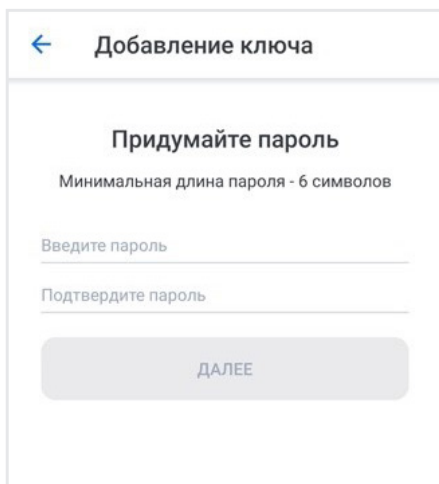 Добавление ключа
Придумайте пароль
Минимальная длина пароля - 6 символов
Введите пароль
Подтвердите пароль
ДАЛЕЕ